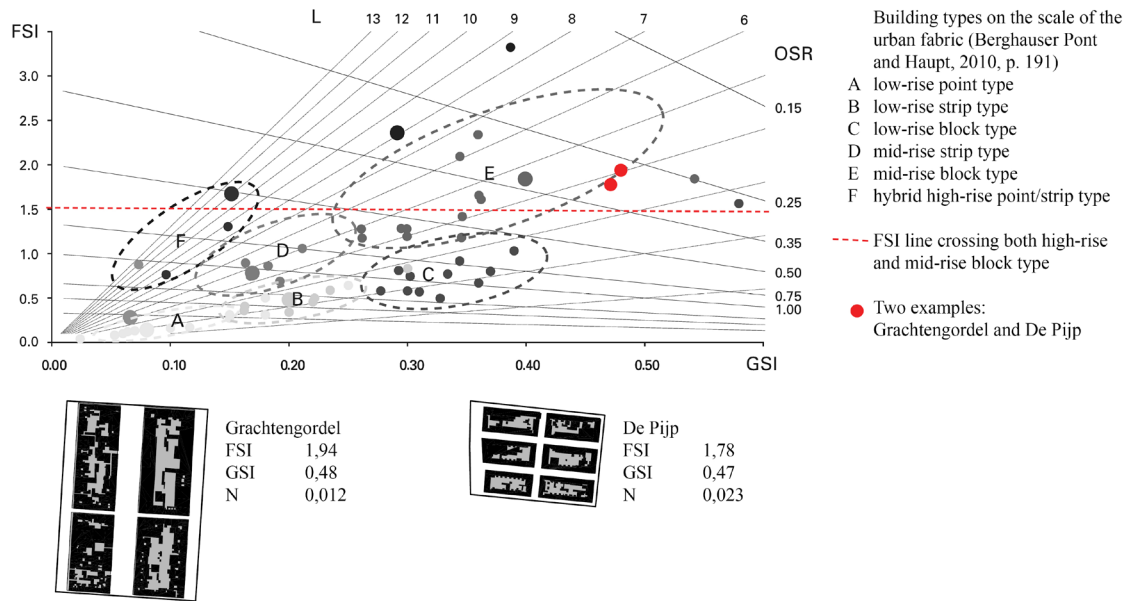 L 13 12 11 10 9 8 7 6
FSI
OSR
3.0
2.5
2.0
1.5
1.0
0.5
0.0
0.15
0.25
0.35
0.50
0.75
1.00
E
F
D
C
B
A
0.00 0.10 0.20 0.30 0.40 0.50 GSI
Building types on the scale of the
urban fabric (Berghauser Pont
and Haupt, 2010, p. 191)
A low-rise point type
B low-rise strip type
C low-rise block type
D mid-rise strip type
E mid-rise block type
F hybrid high-rise point/strip type
FSI line crossing both high-rise
and mid-rise block type
Two examples:
Grachtengordel and De Pijp
Grachtengordel
FSI 1,94
GSI 0,48
N 0,012
De Pijp
FSI 1,78
GSI 0,47
N 0,023